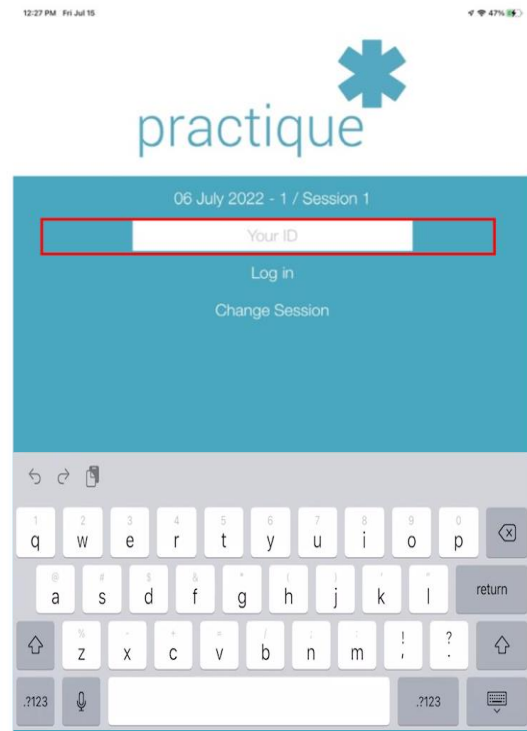 12:27 PM Fri Jul 15 47%
practique
06 July 2022 - 1 / Session 1
Your ID
Log in
Change Session
1 2 3 4 5 6 7 8 9 0
q w e r t y u i o p
@ # $ & * ( ) ' "
a s d f g h j k l return
% - + = / ; : ! ?
z x c v b n m , .
.?123 .?123